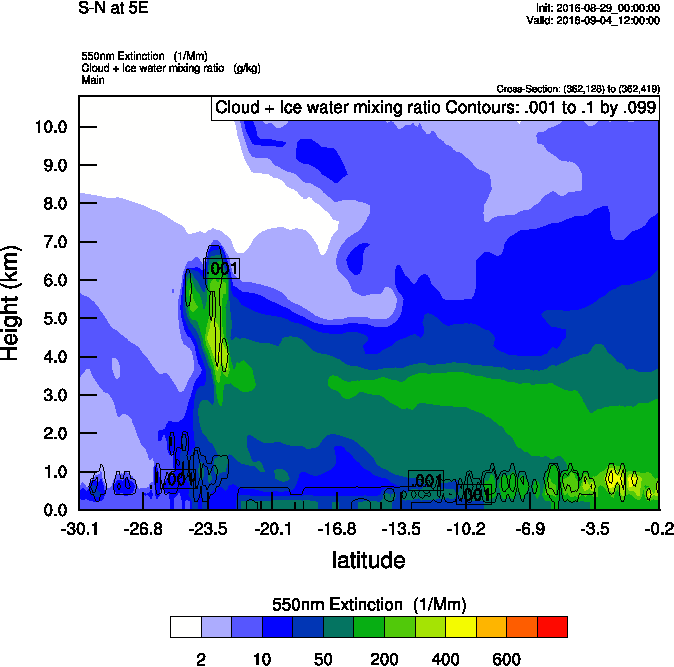 S-N at 5E
Init: 2016-08-29_00:00:00
Valid: 2016-09-04_12:00:00
550nm Extinction (1/Mm)
Cloud + Ice water mixing ratio (g/kg)
Main
Cross-Section: (362,128) to (362,419)
Cloud + Ice water mixing ratio Contours: .001 to .1 by .099
10.0
9.0
8.0
7.0
6.0
5.0
4.0
3.0
2.0
1.0
0.0
Height (km)
.001
.001
.001
.001
-30.1 -26.8 -23.5 -20.1 -16.8 -13.5 -10.2 -6.9 -3.5 -0.2
latitude
550nm Extinction (1/Mm)
2 10 50 200 400 600